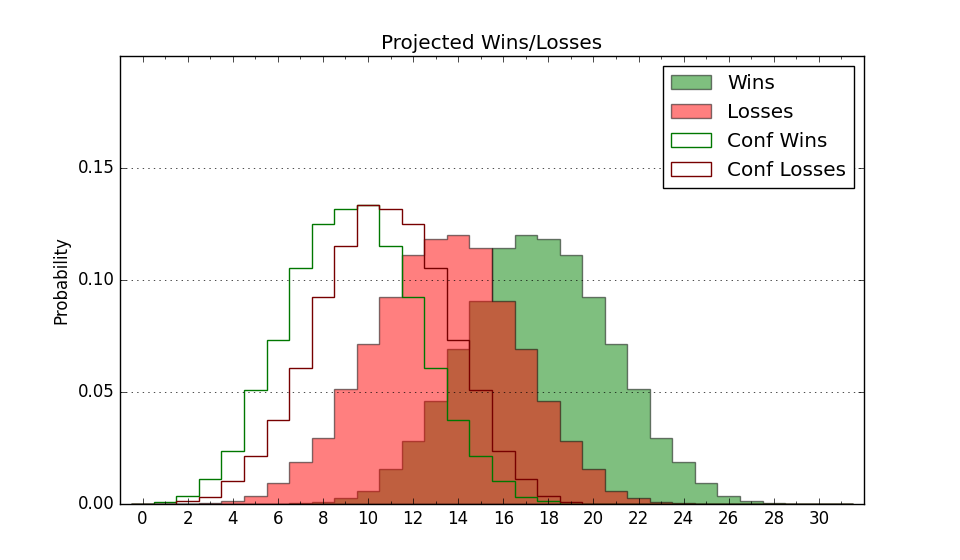 Projected Wins/Losses
Wins
Losses
Conf Wins
Conf Losses
Probability
0.15
0.10
0.05
0.00
0 2 4 6 8 10 12 14 16 18 20 22 24 26 28 30